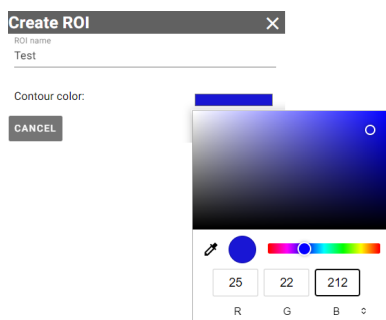 Create ROI
ROI name
Test
Contour color:
CANCEL
25 22 212
R G B